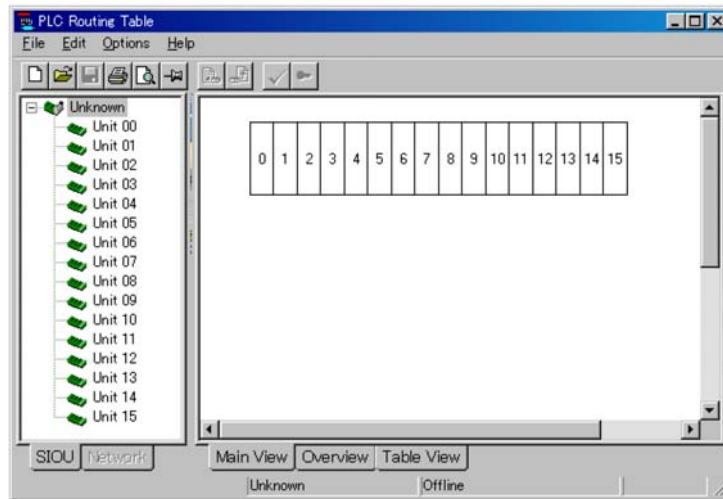 PLC Routing Table
File Edit Options Help
Unknown
Unit 00
Unit 01
Unit 02
Unit 03
Unit 04
Unit 05
Unit 06
Unit 07
Unit 08
Unit 09
Unit 10
Unit 11
Unit 12
Unit 13
Unit 14
Unit 15
0 1 2 3 4 5 6 7 8 9 10 11 12 13 14 15
SIOU Network Main View Overview Table View
Unknown Offline